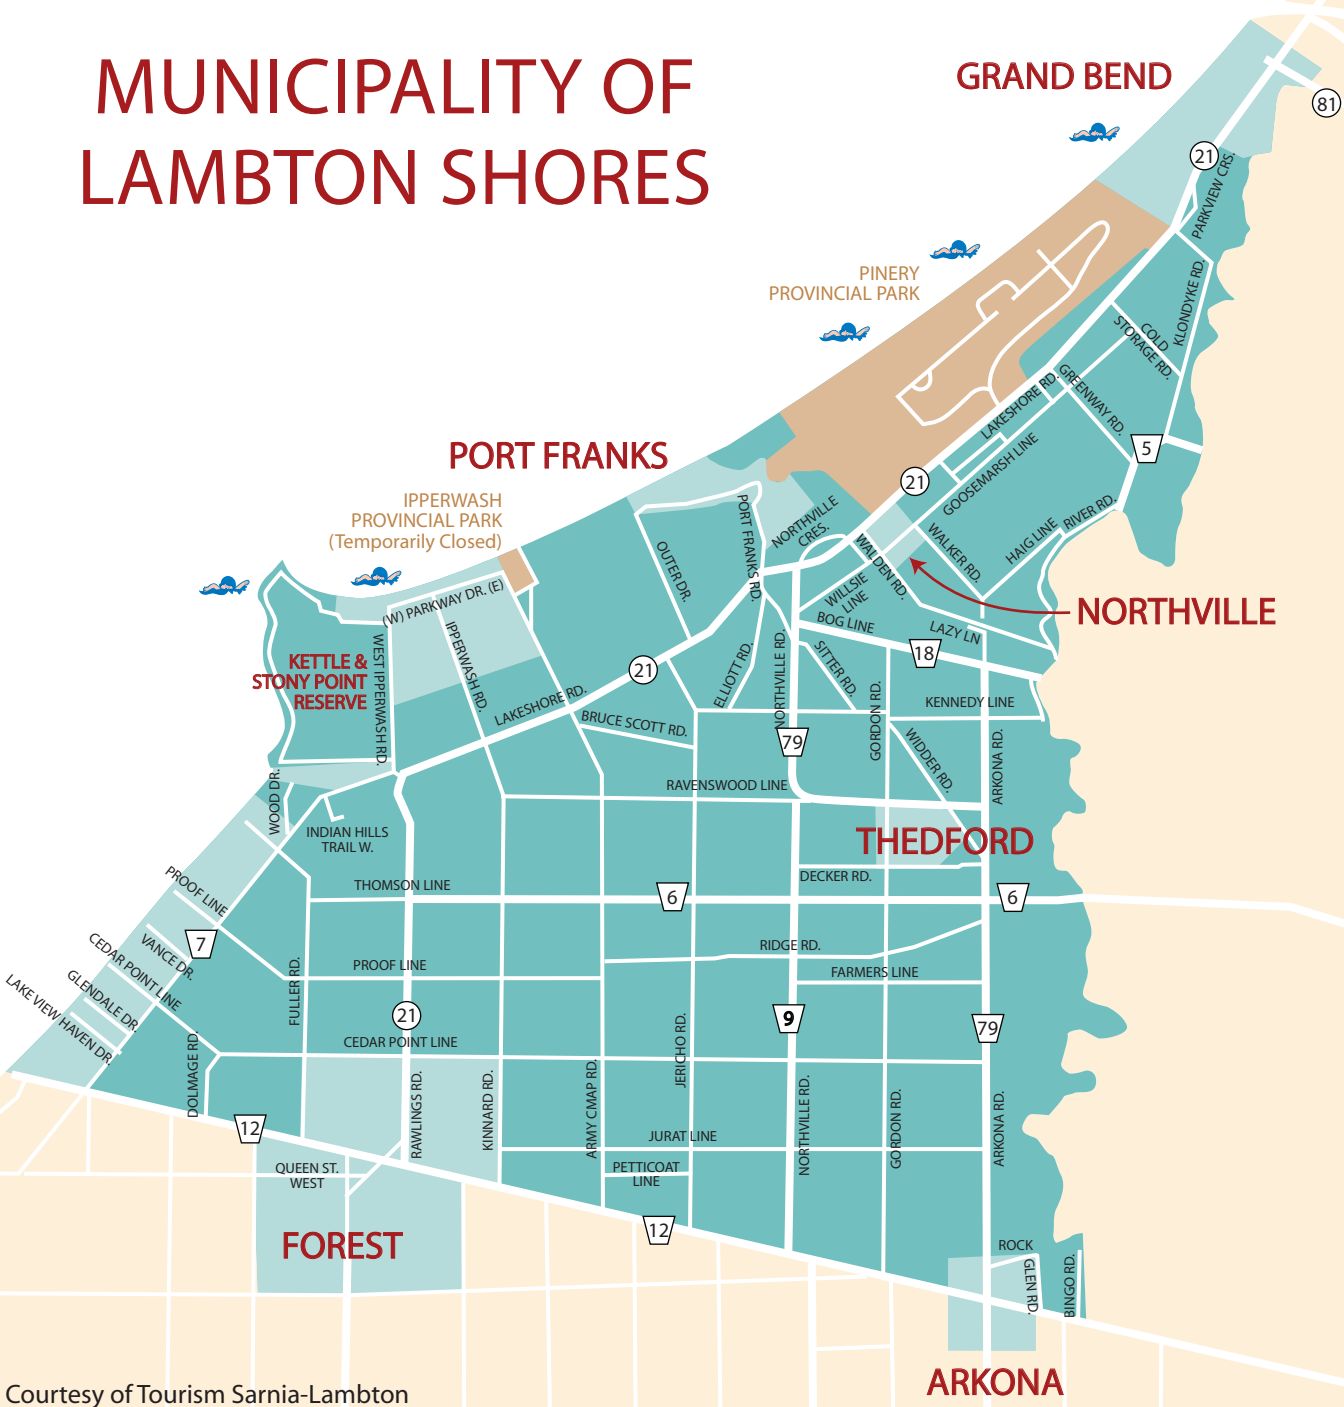 MUNICIPALITY OF
LAMBTON SHORES
GRAND BEND
81
21
PARKVIEW CRS.
PINERY
PROVINCIAL PARK
KLONDYKE RD.
COLD
STORAGE RD.
GREENWAY RD.
LAKESHORE RD.
5
PORT FRANKS
21
GOOSEMARSH LINE
IPPERWASH
PROVINCIAL PARK
(Temporarily Closed)
PORT FRANKS RD.
NORTHVILLE
CRES.
OUTER DR.
WALDEN RD.
WALKER RD.
HAIG LINE
RIVER RD.
WILLSIE
LINE
NORTHVILLE
(W) PARKWAY DR. (E)
BOG LINE
LAZY LN
18
KETTLE &
STONY POINT
RESERVE
WEST IPPERWASH RD.
IPPERWASH RD.
21
LAKESHORE RD.
ELLIOTT RD.
NORTHVILLE RD.
SITTER RD.
GORDON RD.
KENNEDY LINE
BRUCE SCOTT RD.
79
WIDDER RD.
ARKONA RD.
RAVENSWOOD LINE
WOOD DR.
INDIAN HILLS
TRAIL W.
THEDFORD
DECKER RD.
THOMSON LINE
6
6
PROOF LINE
7
VANCE DR.
CEDAR POINT LINE
GLENDALE DR.
LAKE VIEW HAVEN DR.
RIDGE RD.
PROOF LINE
FARMERS LINE
FULLER RD.
21
9
79
JERICHO RD.
CEDAR POINT LINE
DOLMAGE RD.
RAWLINGS RD.
KINNARD RD.
ARMY CMAP RD.
NORTHVILLE RD.
GORDON RD.
ARKONA RD.
12
JURAT LINE
QUEEN ST.
WEST
PETTICOAT
LINE
12
FOREST
ROCK
GLEN RD.
BINGO RD.
ARKONA
Courtesy of Tourism Sarnia-Lambton